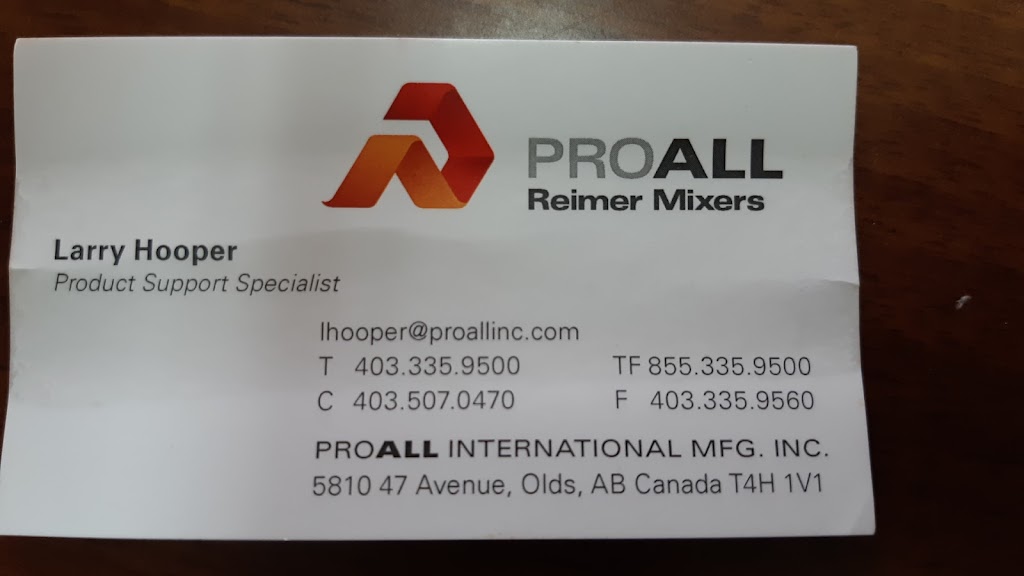 PROALL
Reimer Mixers
Larry Hooper
Product Support Specialist
lhooper@proallinc.com
T 403.335.9500 TF 855.335.9500
C 403.507.0470 F 403.335.9560
PROALL INTERNATIONAL MFG. INC.
5810 47 Avenue, Olds, AB Canada T4H 1V1